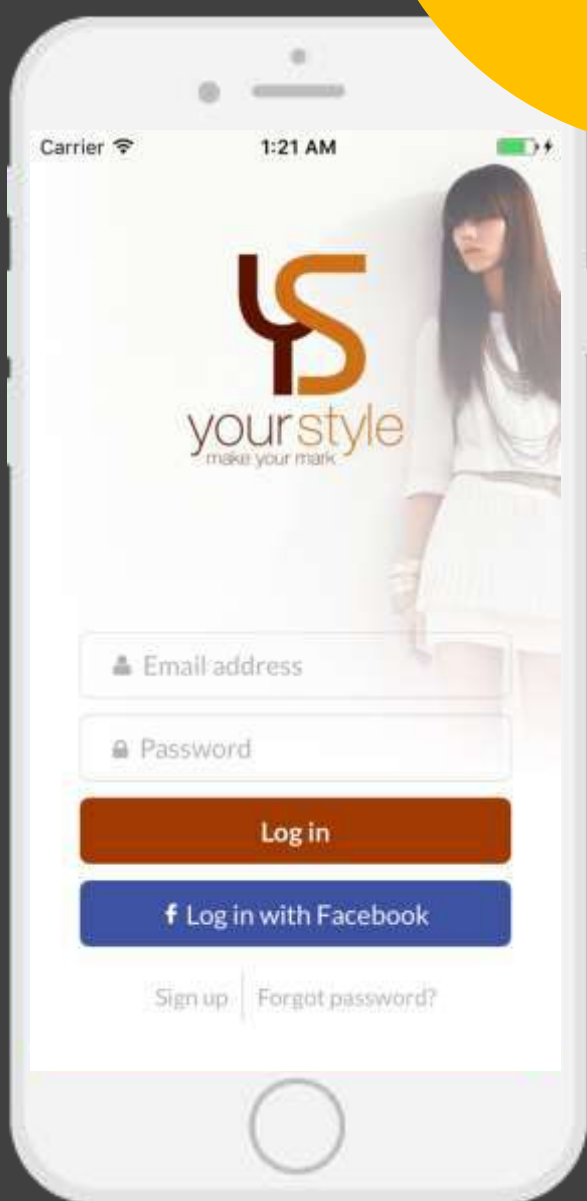 Carrier 1:21 AM
YS
yourstyle
make your mark
Email address
Password
Log in
f Log in with Facebook
Sign up Forgot password?